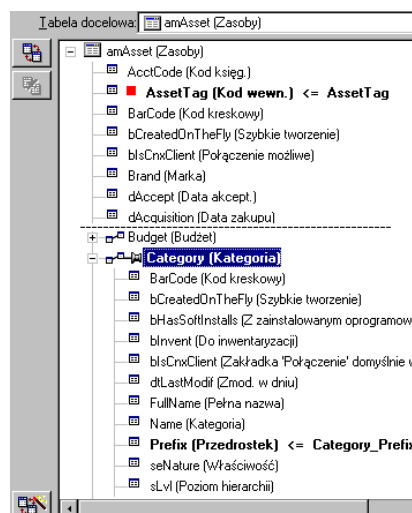 Tabela docelowa: amAsset (Zasoby)
amAsset (Zasoby)
AcctCode (Kod księg.)
AssetTag (Kod wewn.) <= AssetTag
BarCode (Kod kreskowy)
bCreatedOnTheFly (Szybkie tworzenie)
bIsCnxClient (Połączenie możliwe)
Brand (Marka)
dAccept (Data akcept.)
dAcquisition (Data zakupu)
Budget (Budżet)
Category (Kategoria)
BarCode (Kod kreskowy)
bCreatedOnTheFly (Szybkie tworzenie)
bHasSoftInstalls (Z zainstalowanym oprogramow
bInvent (Do inwentaryzacji)
bIsCnxClient (Zakładka 'Połączenie' domyślnie w
dtLastModif (Zmod. w dniu)
FullName (Pełna nazwa)
Name (Kategoria)
Prefix (Przedrostek) <= Category_Prefix
seNature (Właściwość)
sLvl (Poziom hierarchii)